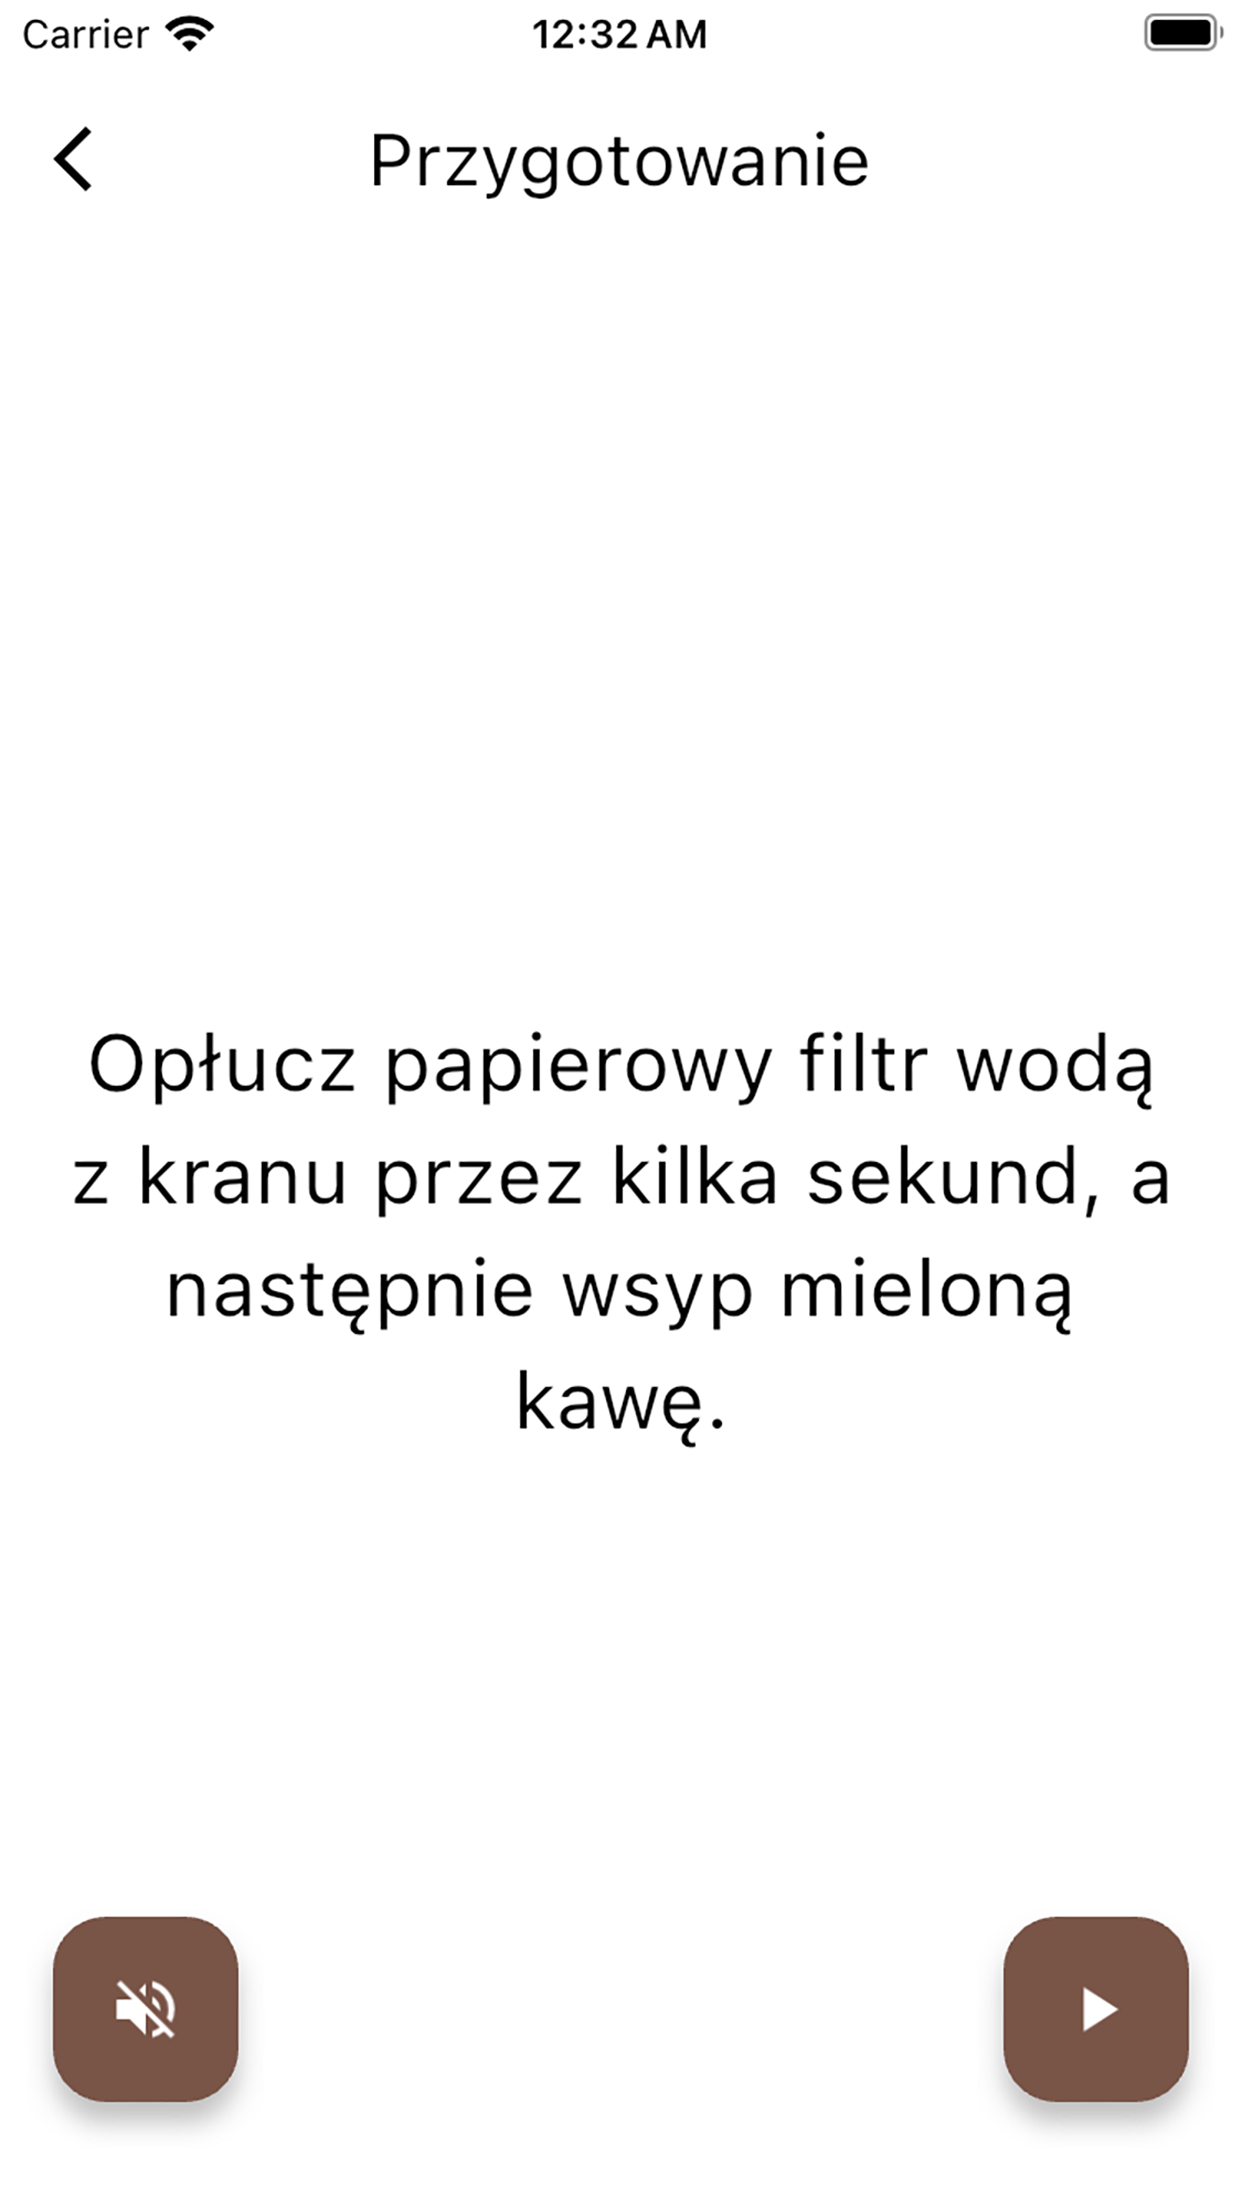 Carrier 12:32 AM
Przygotowanie
Opłucz papierowy filtr wodą
z kranu przez kilka sekund, a
następnie wsyp mieloną
kawę.